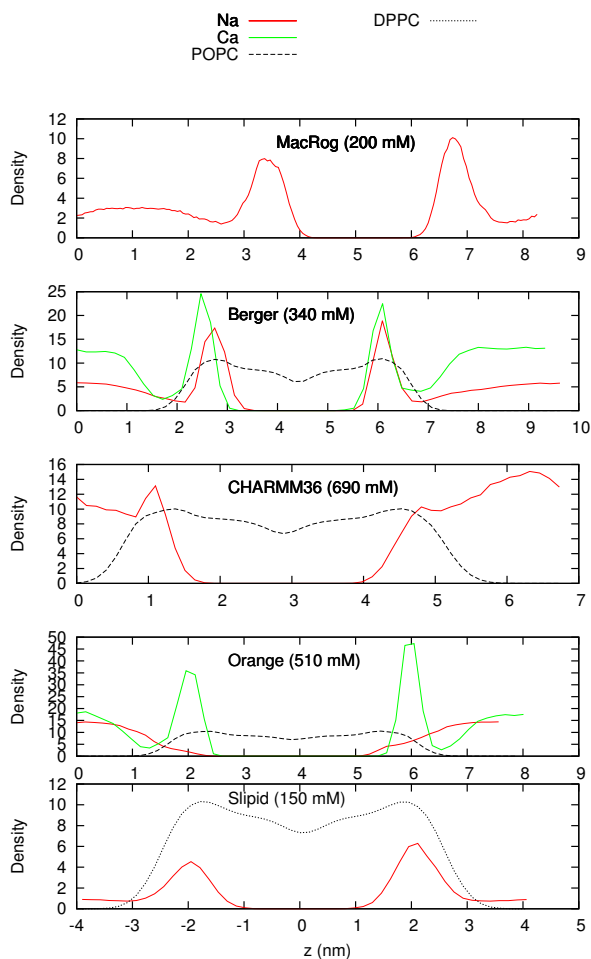 Na
Ca
POPC
DPPC
12
10
8
6
4
2
0
Density
MacRog (200 mM)
0 1 2 3 4 5 6 7 8 9
25
20
15
10
5
0
Density
Berger (340 mM)
0 1 2 3 4 5 6 7 8 9 10
16
14
12
10
8
6
4
2
0
Density
CHARMM36 (690 mM)
0 1 2 3 4 5 6 7
50
45
40
35
30
25
20
15
10
5
0
Density
Orange (510 mM)
0 1 2 3 4 5 6 7 8 9
12
10
8
6
4
2
0
Density
Slipid (150 mM)
-4 -3 -2 -1 0 1 2 3 4 5
z (nm)